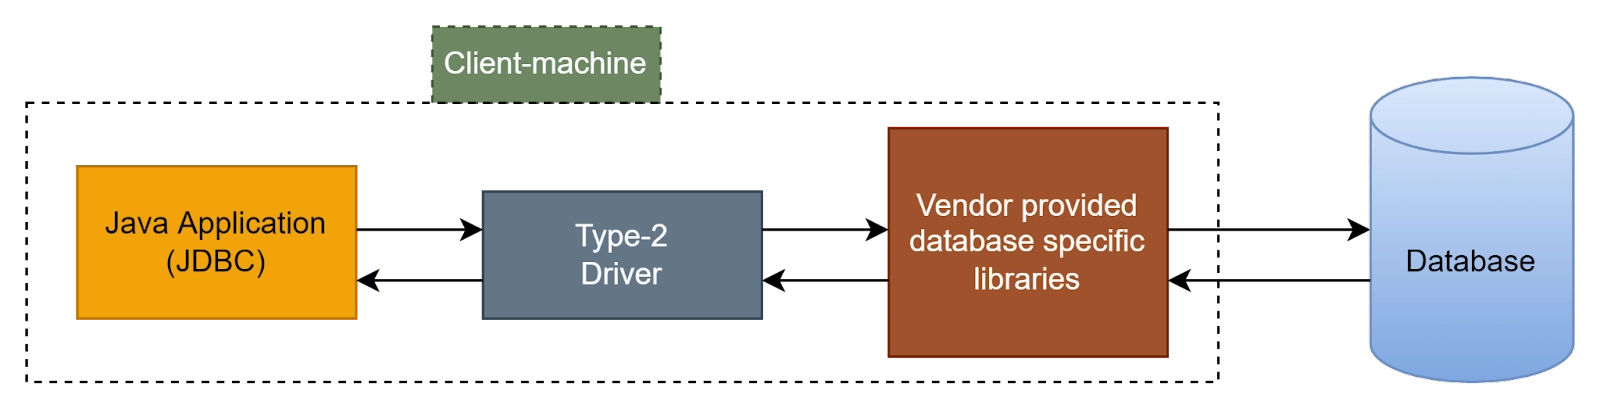 Client-machine
Java Application
(JDBC)
Type-2
Driver
Vendor provided
database specific
libraries
Database